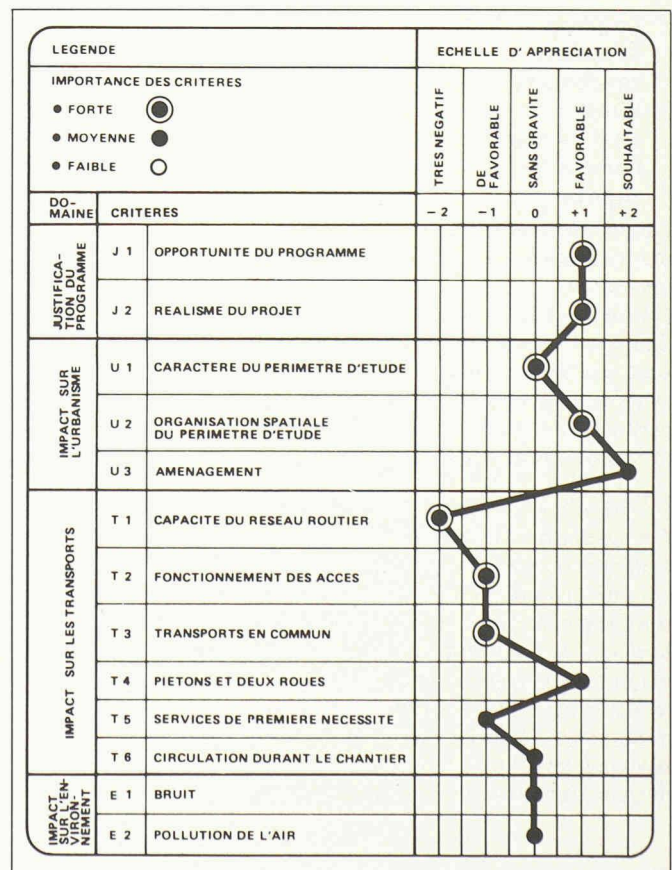 LEGENDE
ECHELLE D'APPRECIATION
IMPORTANCE DES CRITERES
• FORTE
• MOYENNE
• FAIBLE
TRES NEGATIF
DE
FAVORABLE
SANS GRAVITE
FAVORABLE
SOUHAITABLE
DO-
MAINE
CRITERES
– 2
– 1
0
+ 1
+ 2
JUSTIFICA-
TION DU
PROGRAMME
J 1 OPPORTUNITE DU PROGRAMME
J 2 REALISME DU PROJET
IMPACT SUR
L'URBANISME
U 1 CARACTERE DU PERIMETRE D'ETUDE
U 2 ORGANISATION SPATIALE
DU PERIMETRE D'ETUDE
U 3 AMENAGEMENT
IMPACT SUR LES TRANSPORTS
T 1 CAPACITE DU RESEAU ROUTIER
T 2 FONCTIONNEMENT DES ACCES
T 3 TRANSPORTS EN COMMUN
T 4 PIETONS ET DEUX ROUES
T 5 SERVICES DE PREMIERE NECESSITE
T 6 CIRCULATION DURANT LE CHANTIER
IMPACT
SUR L'EN-
VIRON-
NEMENT
E 1 BRUIT
E 2 POLLUTION DE L'AIR